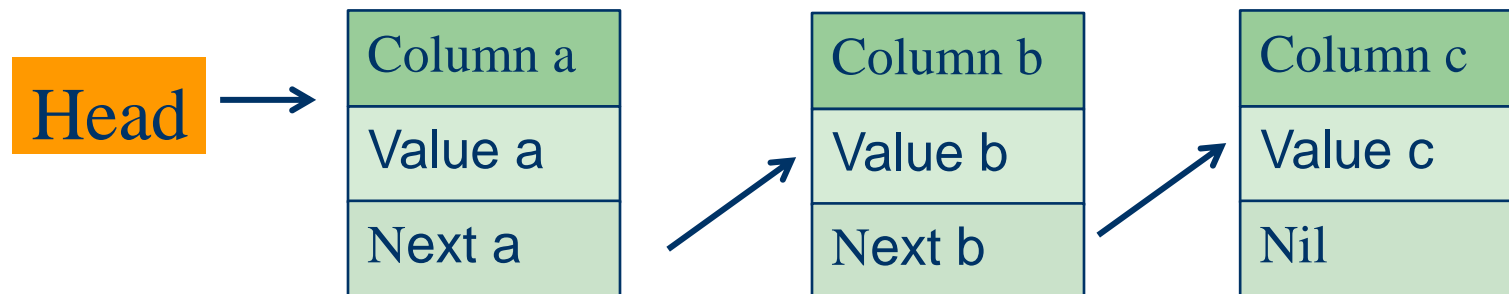 Head
Column a
Value a
Next a
Column b
Value b
Next b
Column c
Value c
Nil